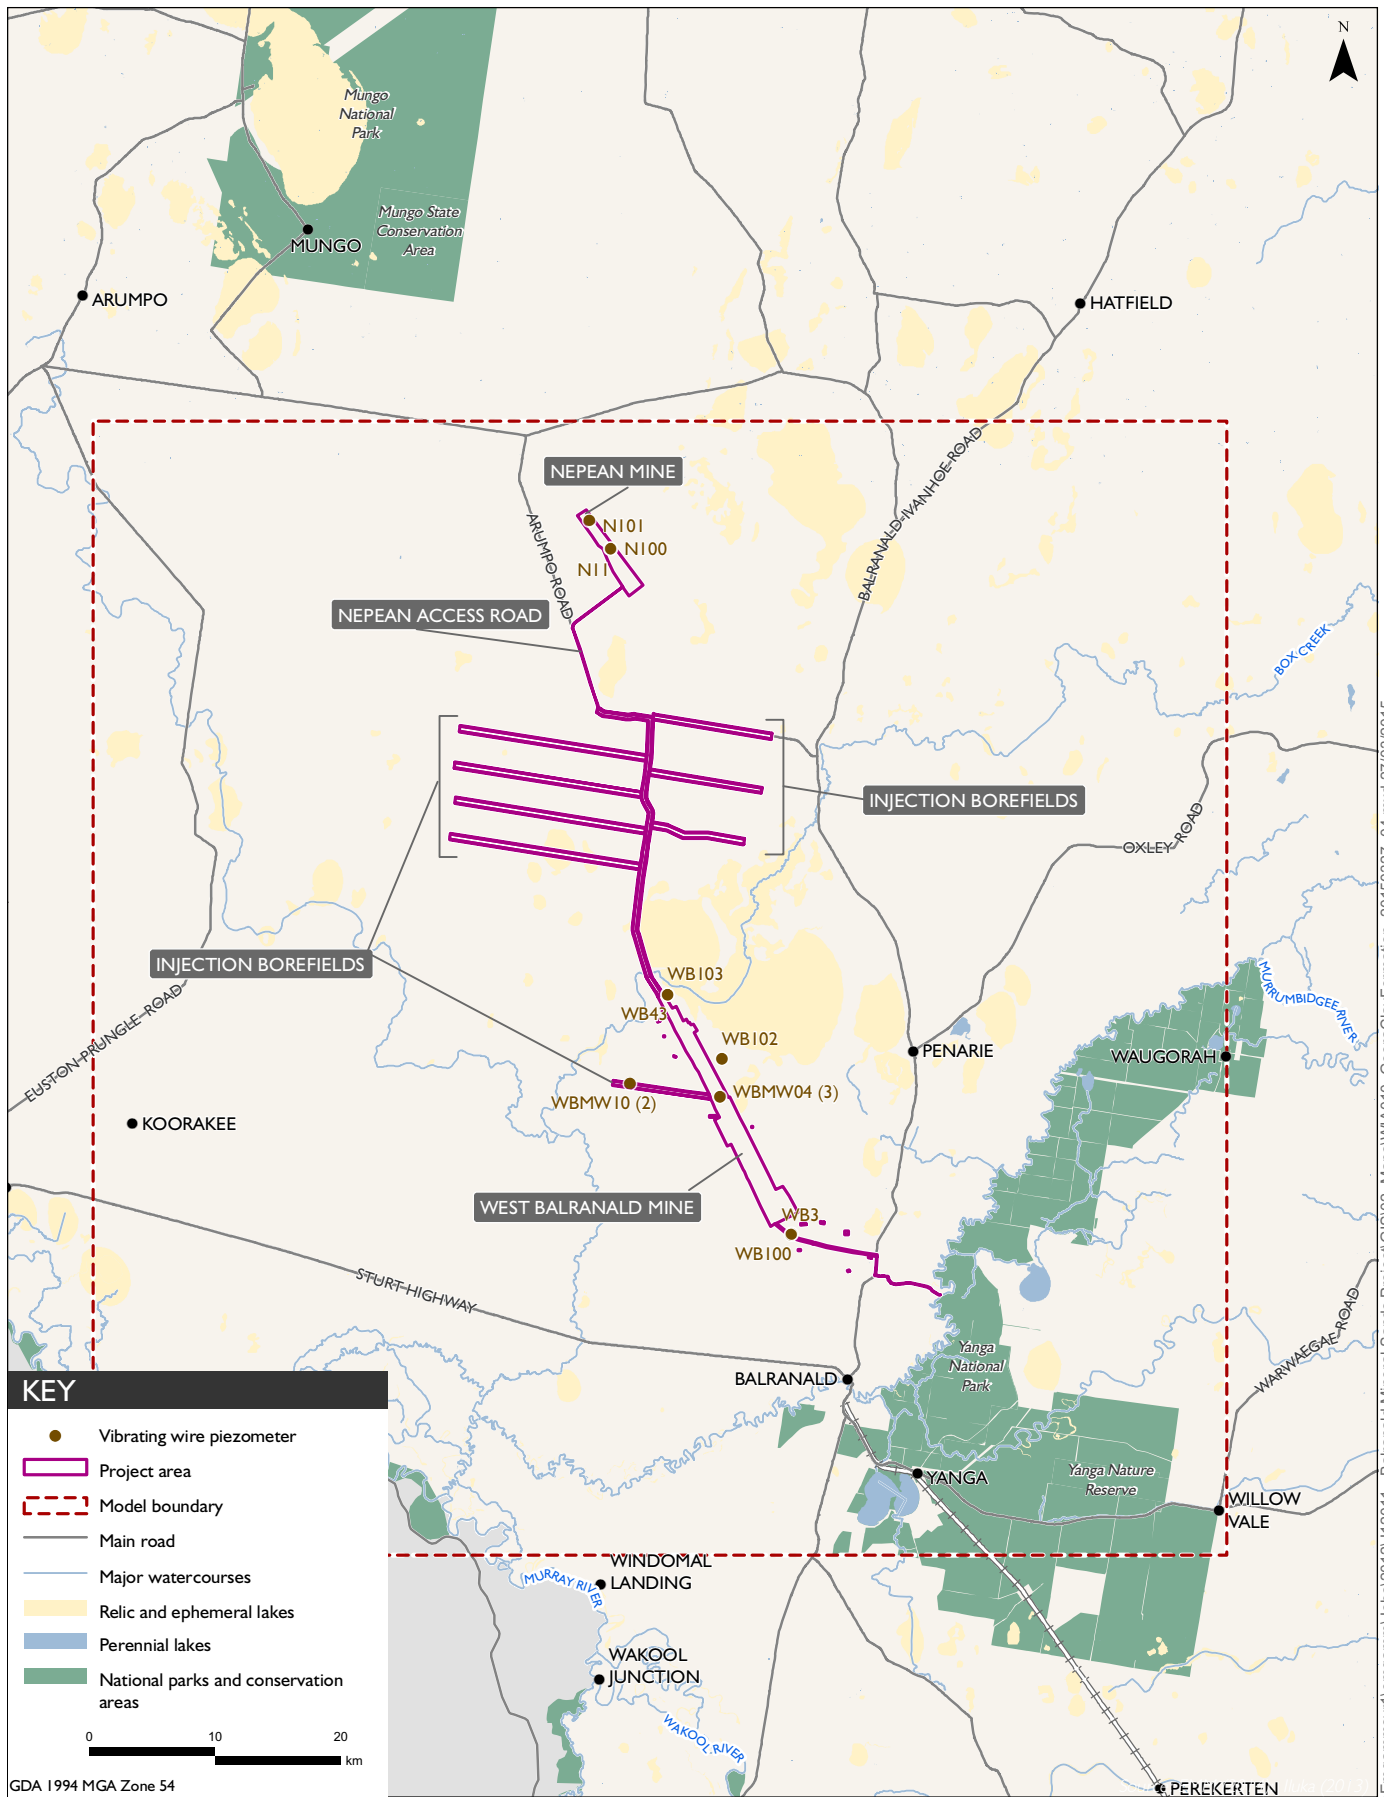 N
Mungo
National
Park
Mungo State
Conservation
Area
MUNGO
ARUMPO
HATFIELD
BALRANALD-IVANHOE-ROAD
NEPEAN MINE
ARUMPO-ROAD
N101
N100
N11
NEPEAN ACCESS ROAD
BOX CREEK
INJECTION BOREFIELDS
OXLEY ROAD
INJECTION BOREFIELDS
EUSTON-PRUNGLE-ROAD
WB103
WB43
WB102
WBMW04 (3)
WBMW10 (2)
PENARIE
MURRUMBIDGEE RIVER
WAUGORAH
KOORAKEE
WEST BALRANALD MINE
WB3
WB100
STURT-HIGHWAY
WARWAEGAE-ROAD
Yanga
National
Park
BALRANALD
YANGA
Yanga Nature
Reserve
WILLOW
VALE
WINDOMAL
LANDING
MURRAY RIVER
WAKOOL
JUNCTION
WAKOOL RIVER
PEREKERTEN
KEY
Vibrating wire piezometer
Project area
Model boundary
Main road
Major watercourses
Relic and ephemeral lakes
Perennial lakes
National parks and conservation
areas
0 10 20
km
GDA 1994 MGA Zone 54